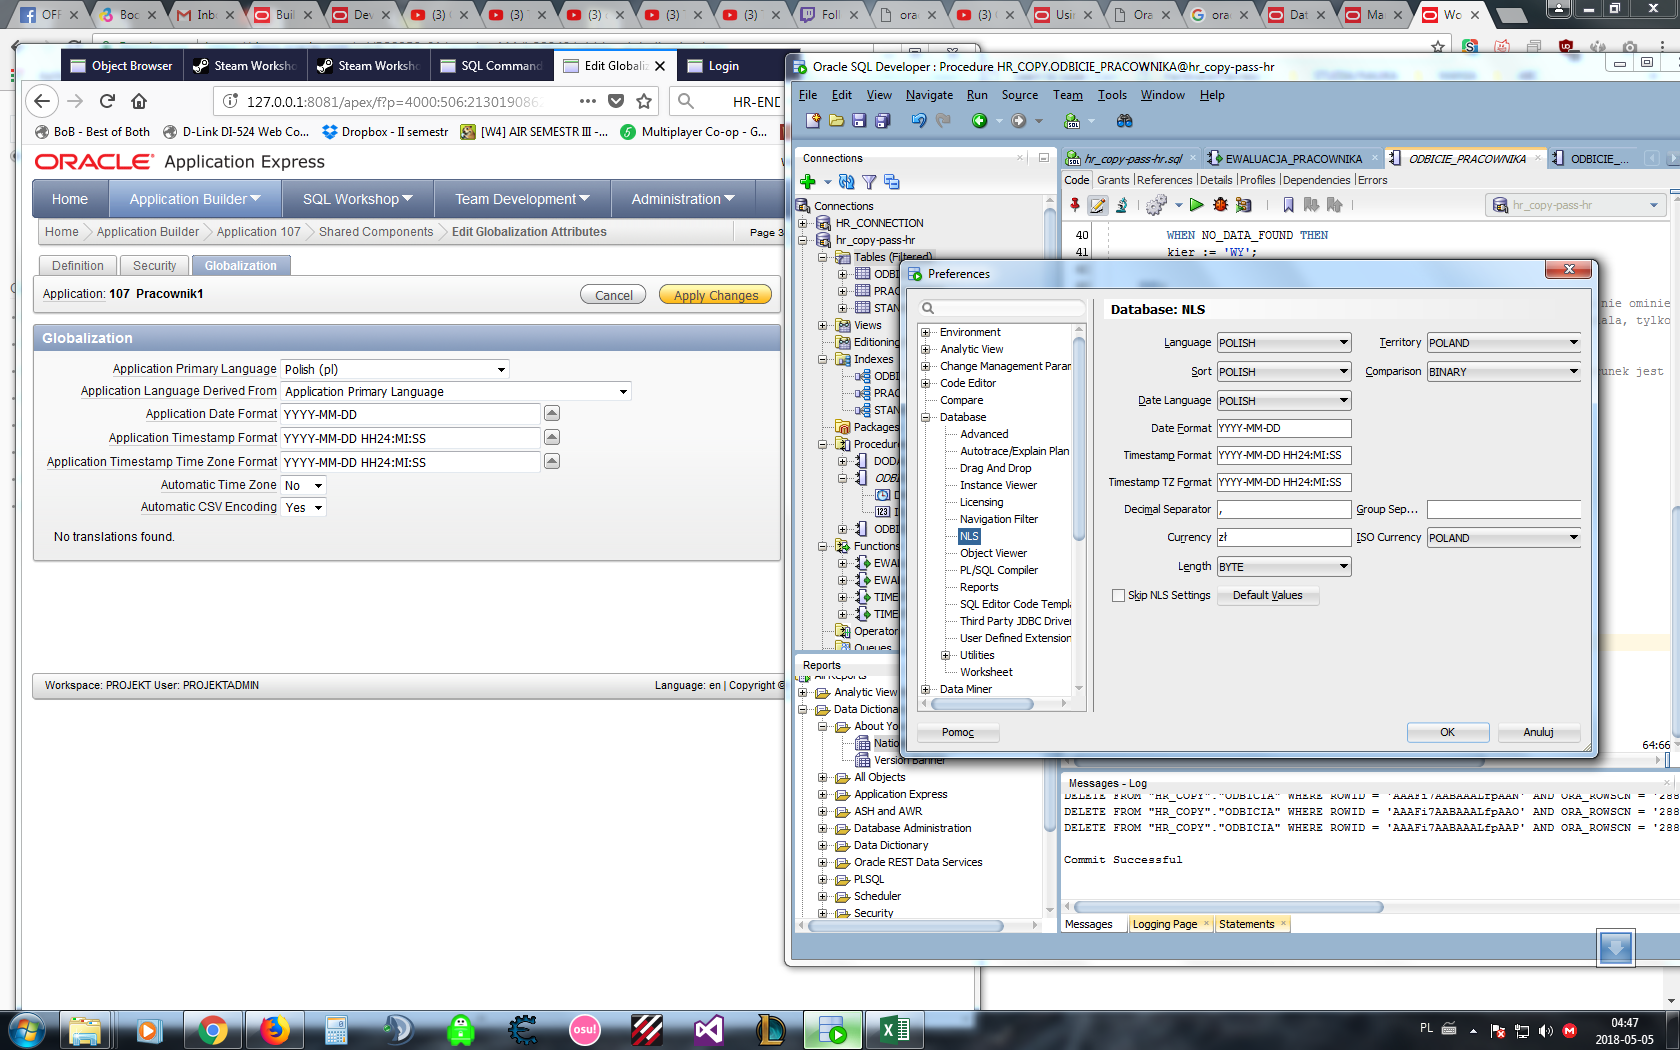 OFF
Boc
Inb
Buil
Dev
(3)
(3)
(3)
(3)
(3)
Foll
ora
(3)
Usin
Ora
ora
Dat
Ma
Wo
Object Browser
Steam Worksho
Steam Worksho
SQL Command
Edit Globaliz
Login
127.0.0.1:8081/apex/f?p=4000:506:213019086
HR-END
BoB - Best of Both
D-Link DI-524 Web Co...
Dropbox - II semestr
[W4] AIR SEMESTR III -...
Multiplayer Co-op - G...
ORACLE Application Express
Home
Application Builder
SQL Workshop
Team Development
Administration
Home
Application Builder
Application 107
Shared Components
Edit Globalization Attributes
Page 3
Definition
Security
Globalization
Application: 107 Pracownik1
Cancel
Apply Changes
Globalization
Application Primary Language Polish (pl)
Application Language Derived From Application Primary Language
Application Date Format YYYY-MM-DD
Application Timestamp Format YYYY-MM-DD HH24:MI:SS
Application Timestamp Time Zone Format YYYY-MM-DD HH24:MI:SS
Automatic Time Zone No
Automatic CSV Encoding Yes
No translations found.
Workspace: PROJEKT User: PROJEKTADMIN
Language: en | Copyright ©
Oracle SQL Developer : Procedure HR_COPY.ODBICIE_PRACOWNIKA@hr_copy-pass-hr
File Edit View Navigate Run Source Team Tools Window Help
Connections
Connections
HR_CONNECTION
hr_copy-pass-hr
Tables (Filtered)
ODB
PRA
STAN
Views
Editioning
Indexes
ODBI
PRAC
STAN
Packages
Procedur
DODA
ODBI
D
I
ODBI
Functions
EWAL
EWAL
TIME
TIME
Operator
Queues
Reports
All Reports
Analytic View
Data Dictiona
About Yo
Natio
Version Banner
All Objects
Application Express
ASH and AWR
Database Administration
Data Dictionary
Oracle REST Data Services
PLSQL
Scheduler
Security
hr_copy-pass-hr.sql
EWALUACJA_PRACOWNIKA
ODBICIE_PRACOWNIKA
ODBICIE_...
Code Grants References Details Profiles Dependencies Errors
hr_copy-pass-hr
40 WHEN NO_DATA_FOUND THEN
41 kier := 'WY';
nie ominie
ala, tylko
unek jest
64:66
Preferences
Environment
Analytic View
Change Management Parar
Code Editor
Compare
Database
Advanced
Autotrace/Explain Plan
Drag And Drop
Instance Viewer
Licensing
Navigation Filter
NLS
Object Viewer
PL/SQL Compiler
Reports
SQL Editor Code Templa
Third Party JDBC Driver
User Defined Extension
Utilities
Worksheet
Data Miner
Database: NLS
Language POLISH Territory POLAND
Sort POLISH Comparison BINARY
Date Language POLISH
Date Format YYYY-MM-DD
Timestamp Format YYYY-MM-DD HH24:MI:SS
Timestamp TZ Format YYYY-MM-DD HH24:MI:SS
Decimal Separator , Group Sep...
Currency zł ISO Currency POLAND
Length BYTE
Skip NLS Settings Default Values
Pomoc
OK
Anuluj
Messages - Log
DELETE FROM "HR_COPY"."ODBICIA" WHERE ROWID = 'AAAFi7AABAAALfpAAN' AND ORA_ROWSCN = '288
DELETE FROM "HR_COPY"."ODBICIA" WHERE ROWID = 'AAAFi7AABAAALfpAAO' AND ORA_ROWSCN = '288
DELETE FROM "HR_COPY"."ODBICIA" WHERE ROWID = 'AAAFi7AABAAALfpAAP' AND ORA_ROWSCN = '288
Commit Successful
Messages
Logging Page
Statements
osu!
PL
04:47
2018-05-05